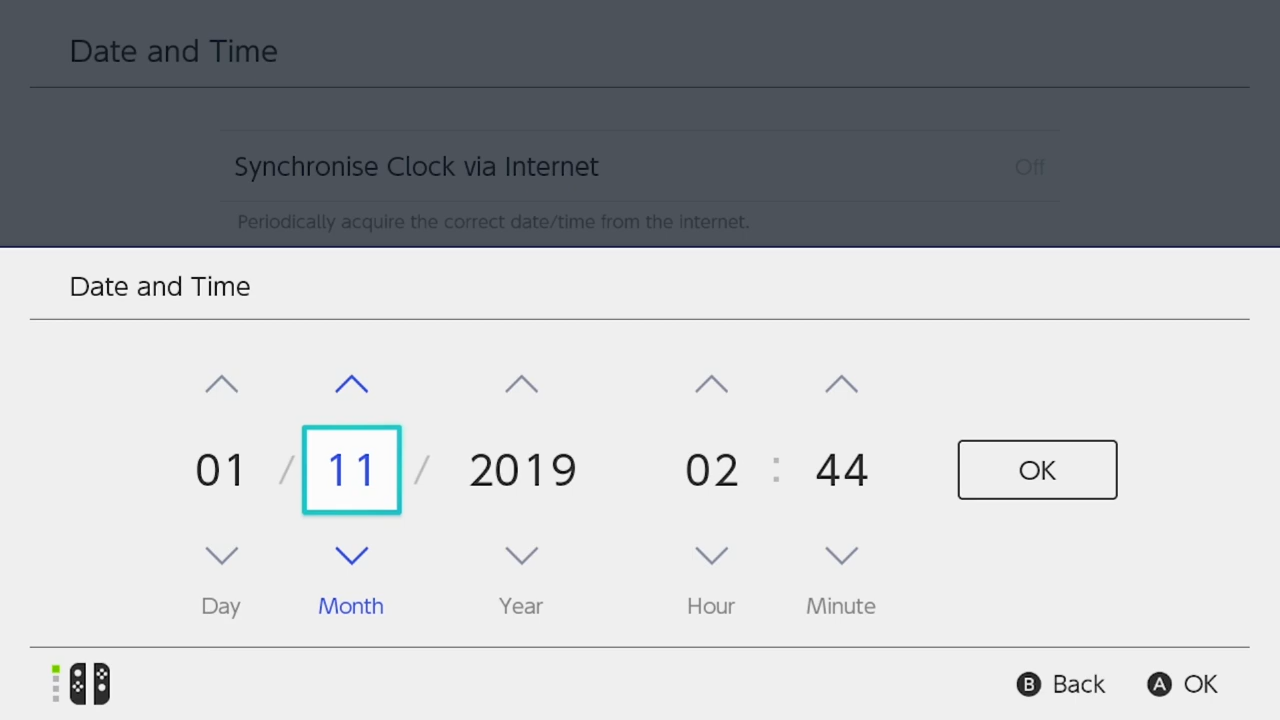 Date and Time
Synchronise Clock via Internet Off
Periodically acquire the correct date/time from the internet.
Date and Time
01 / 11 / 2019 02 : 44 OK
Day Month Year Hour Minute
B Back A OK